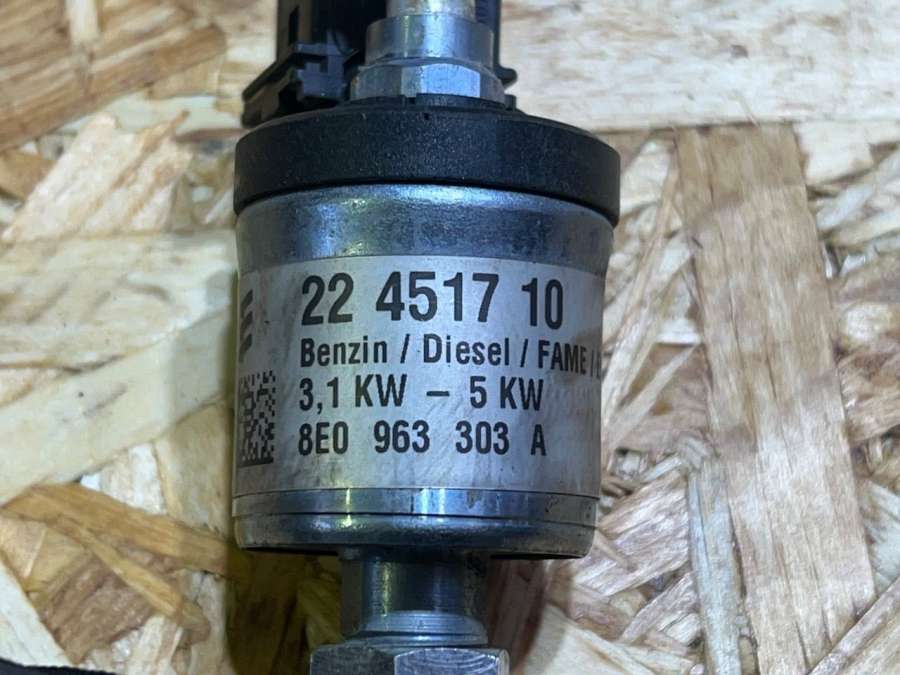 22 4517 10
Benzin / Diesel / FAME /
3,1 KW – 5 KW
8E0 963 303 A